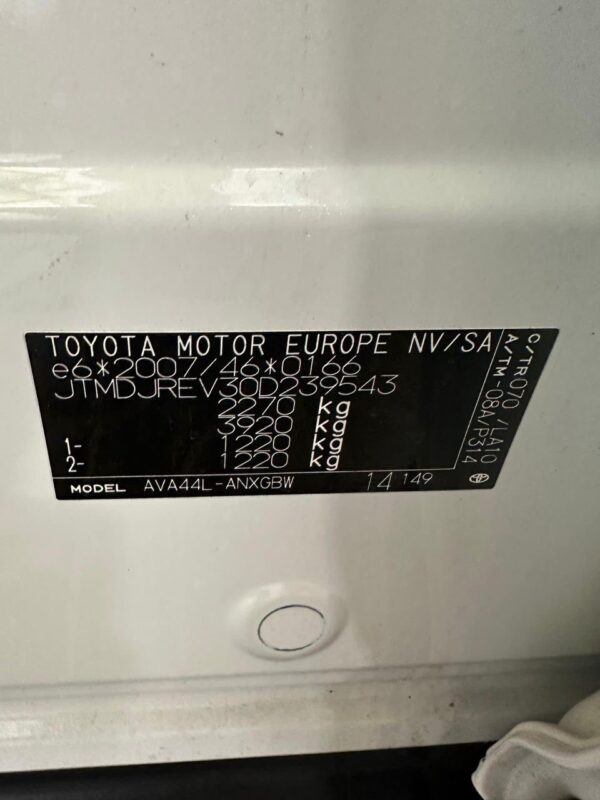 TOYOTA MOTOR EUROPE NV/SA
e6*2007/46*0166
JTMDJREV30D239543
2270 kg
3920 kg
1- 1220 kg
2- 1220 kg
MODEL AVA44L-ANXGBW 14 149
C/TR070 /LA10
A/TM-08A/P314